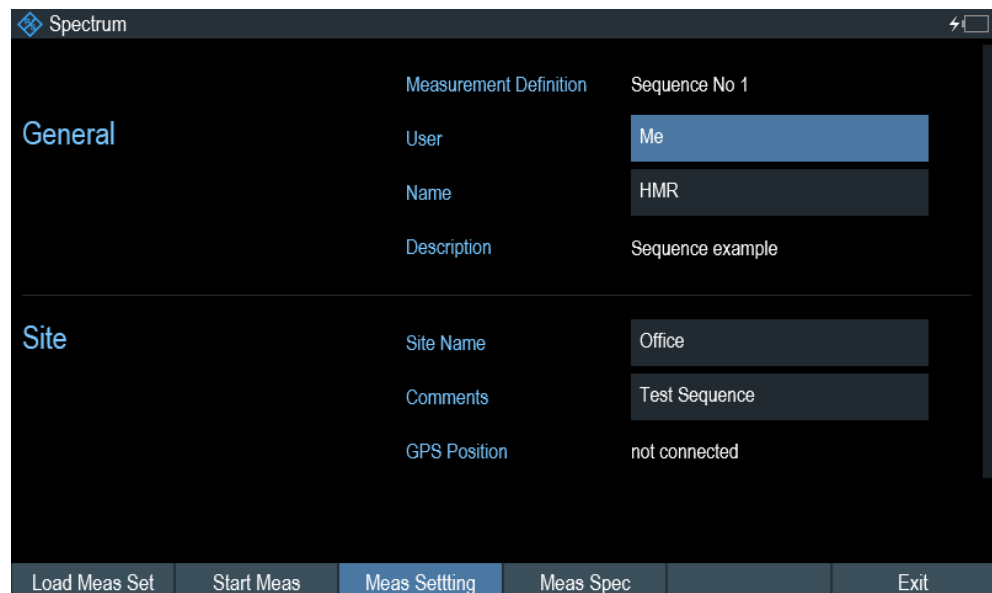 Spectrum
Measurement Definition Sequence No 1
General
User Me
Name HMR
Description Sequence example
Site
Site Name Office
Comments Test Sequence
GPS Position not connected
Load Meas Set Start Meas Meas Settting Meas Spec Exit